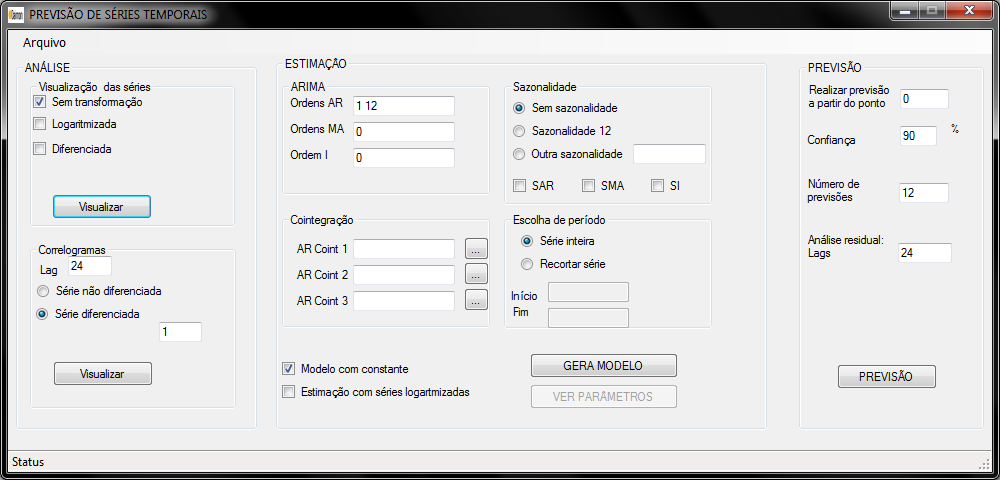 Daimon
PREVISÃO DE SÉRIES TEMPORAIS
Arquivo
ANÁLISE
Visualização das séries
Sem transformação
Logaritmizada
Diferenciada
Visualizar
Correlogramas
Lag 24
Série não diferenciada
Série diferenciada
1
Visualizar
ESTIMAÇÃO
ARIMA
Ordens AR 1 12
Ordens MA 0
Ordem I 0
Sazonalidade
Sem sazonalidade
Sazonalidade 12
Outra sazonalidade
SAR SMA SI
Cointegração
AR Coint 1 ...
AR Coint 2 ...
AR Coint 3 ...
Escolha de período
Série inteira
Recortar série
Início
Fim
Modelo com constante
Estimação com séries logartmizadas
GERA MODELO
VER PARÂMETROS
PREVISÃO
Realizar previsão
a partir do ponto 0
Confiança 90 %
Número de
previsões 12
Análise residual:
Lags 24
PREVISÃO
Status